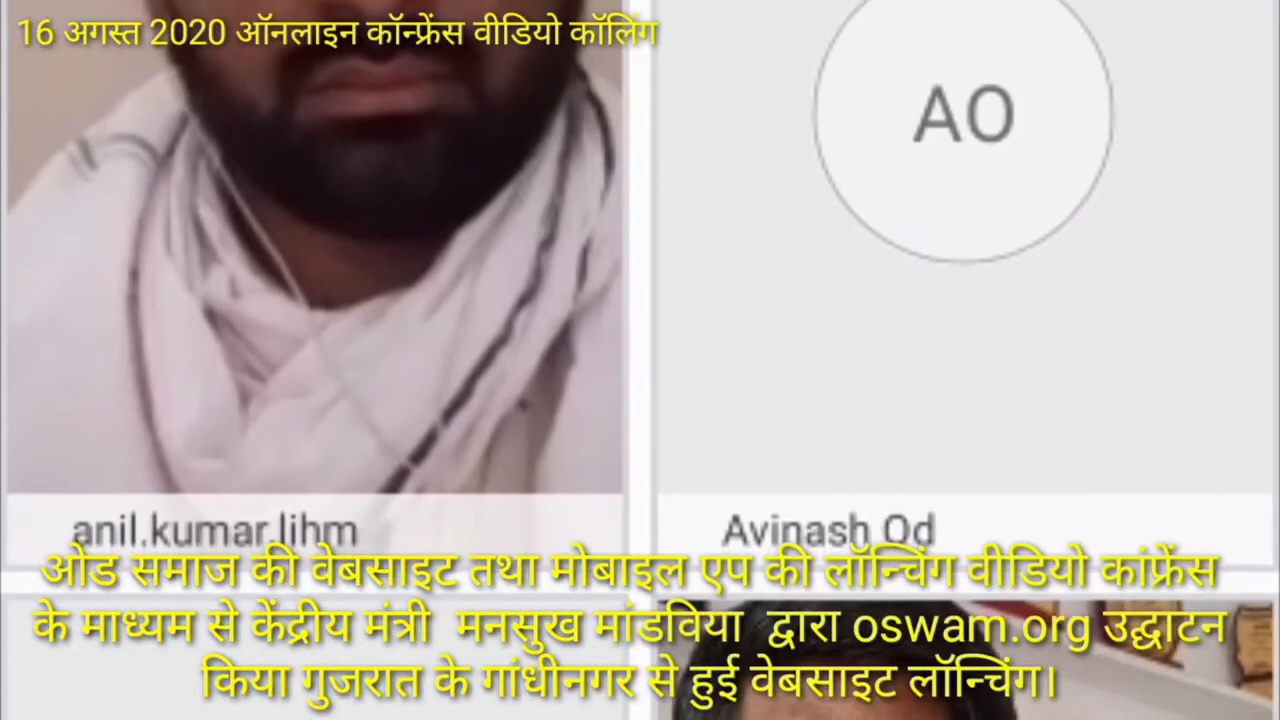 16 अगस्त 2020 ऑनलाइन कॉन्फ्रेंस वीडियो कॉलिंग
AO
anil.kumar.lihm
Avinash Od
ओड समाज की वेबसाइट तथा मोबाइल एप की लॉन्चिंग वीडियो कांफ्रेंस
के माध्यम से केंद्रीय मंत्री मनसुख मांडविया द्वारा oswam.org उद्घाटन
किया गुजरात के गांधीनगर से हुई वेबसाइट लॉन्चिंग।